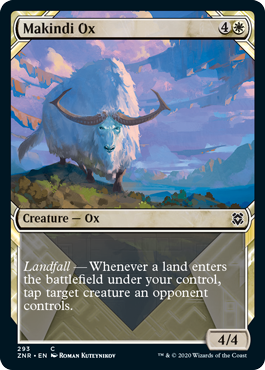 Makindi Ox 4
Creature — Ox
Landfall — Whenever a land enters
the battlefield under your control,
tap target creature an opponent
controls.
4/4
293 C
ZNR • EN Roman Kuteynikov ™ & © 2020 Wizards of the Coast